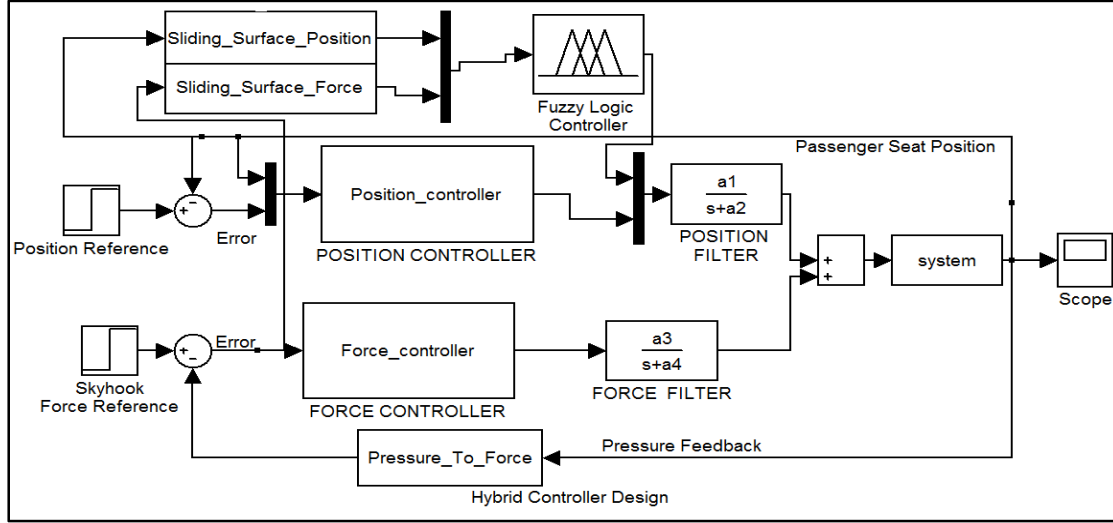 Sliding_Surface_Position
Sliding_Surface_Force
Fuzzy Logic
Controller
Passenger Seat Position
Position Reference
+
-
Error
Position_controller
POSITION CONTROLLER
a1
s+a2
POSITION
FILTER
+
+
system
Scope
Skyhook
Force Reference
+
-
Error
Force_controller
FORCE CONTROLLER
a3
s+a4
FORCE FILTER
Pressure_To_Force
Pressure Feedback
Hybrid Controller Design